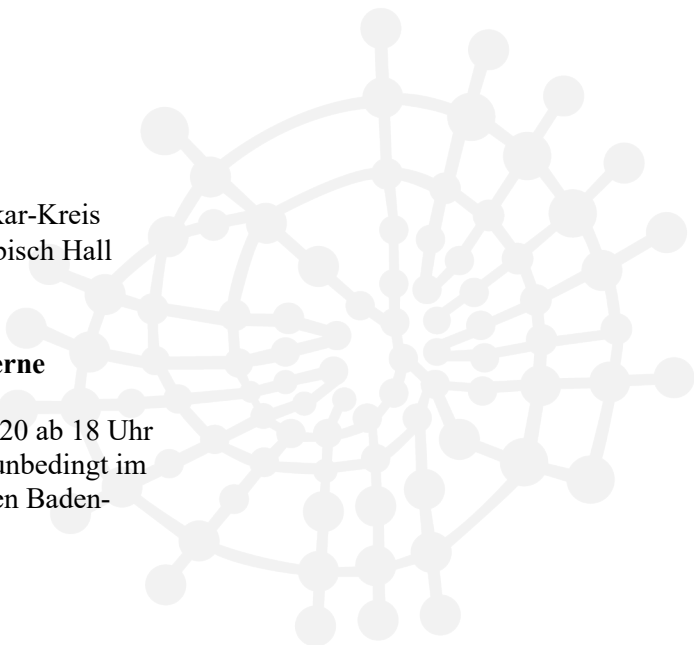 kar-Kreis
bisch Hall
erne
20 ab 18 Uhr
unbedingt im
en Baden-